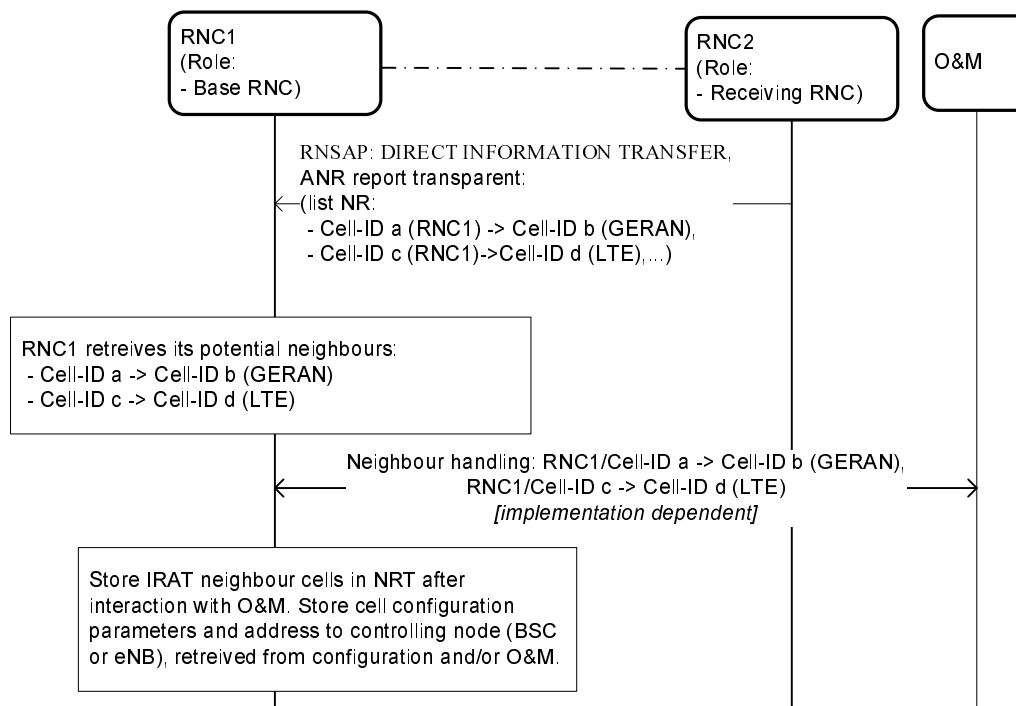 RNC1
(Role:
- Base RNC)
RNC2
(Role:
- Receiving RNC)
O&M
RNSAP: DIRECT INFORMATION TRANSFER,
ANR report transparent:
(list NR:
- Cell-ID a (RNC1) -> Cell-ID b (GERAN),
- Cell-ID c (RNC1)->Cell-ID d (LTE),...)
RNC1 retreives its potential neighbours:
- Cell-ID a -> Cell-ID b (GERAN)
- Cell-ID c -> Cell-ID d (LTE)
Neighbour handling: RNC1/Cell-ID a -> Cell-ID b (GERAN),
RNC1/Cell-ID c -> Cell-ID d (LTE)
[implementation dependent]
Store IRAT neighbour cells in NRT after
interaction with O&M. Store cell configuration
parameters and address to controlling node (BSC
or eNB), retreived from configuration and/or O&M.